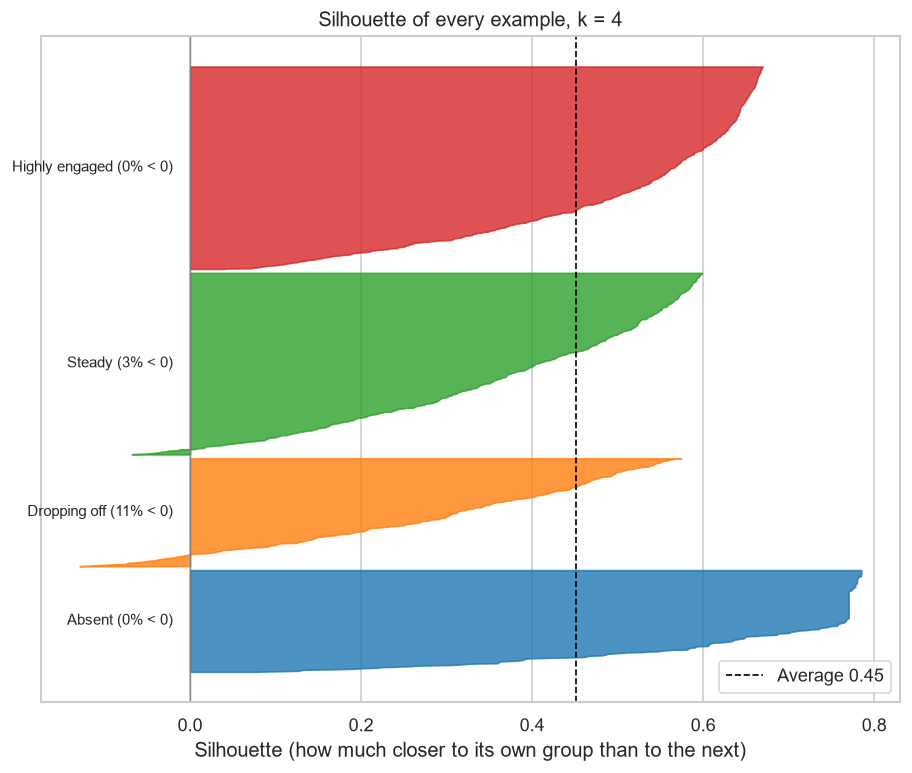 Silhouette of every example, k = 4
Highly engaged (0% < 0)
Steady (3% < 0)
Dropping off (11% < 0)
Absent (0% < 0)
Average 0.45
0.0 0.2 0.4 0.6 0.8
Silhouette (how much closer to its own group than to the next)